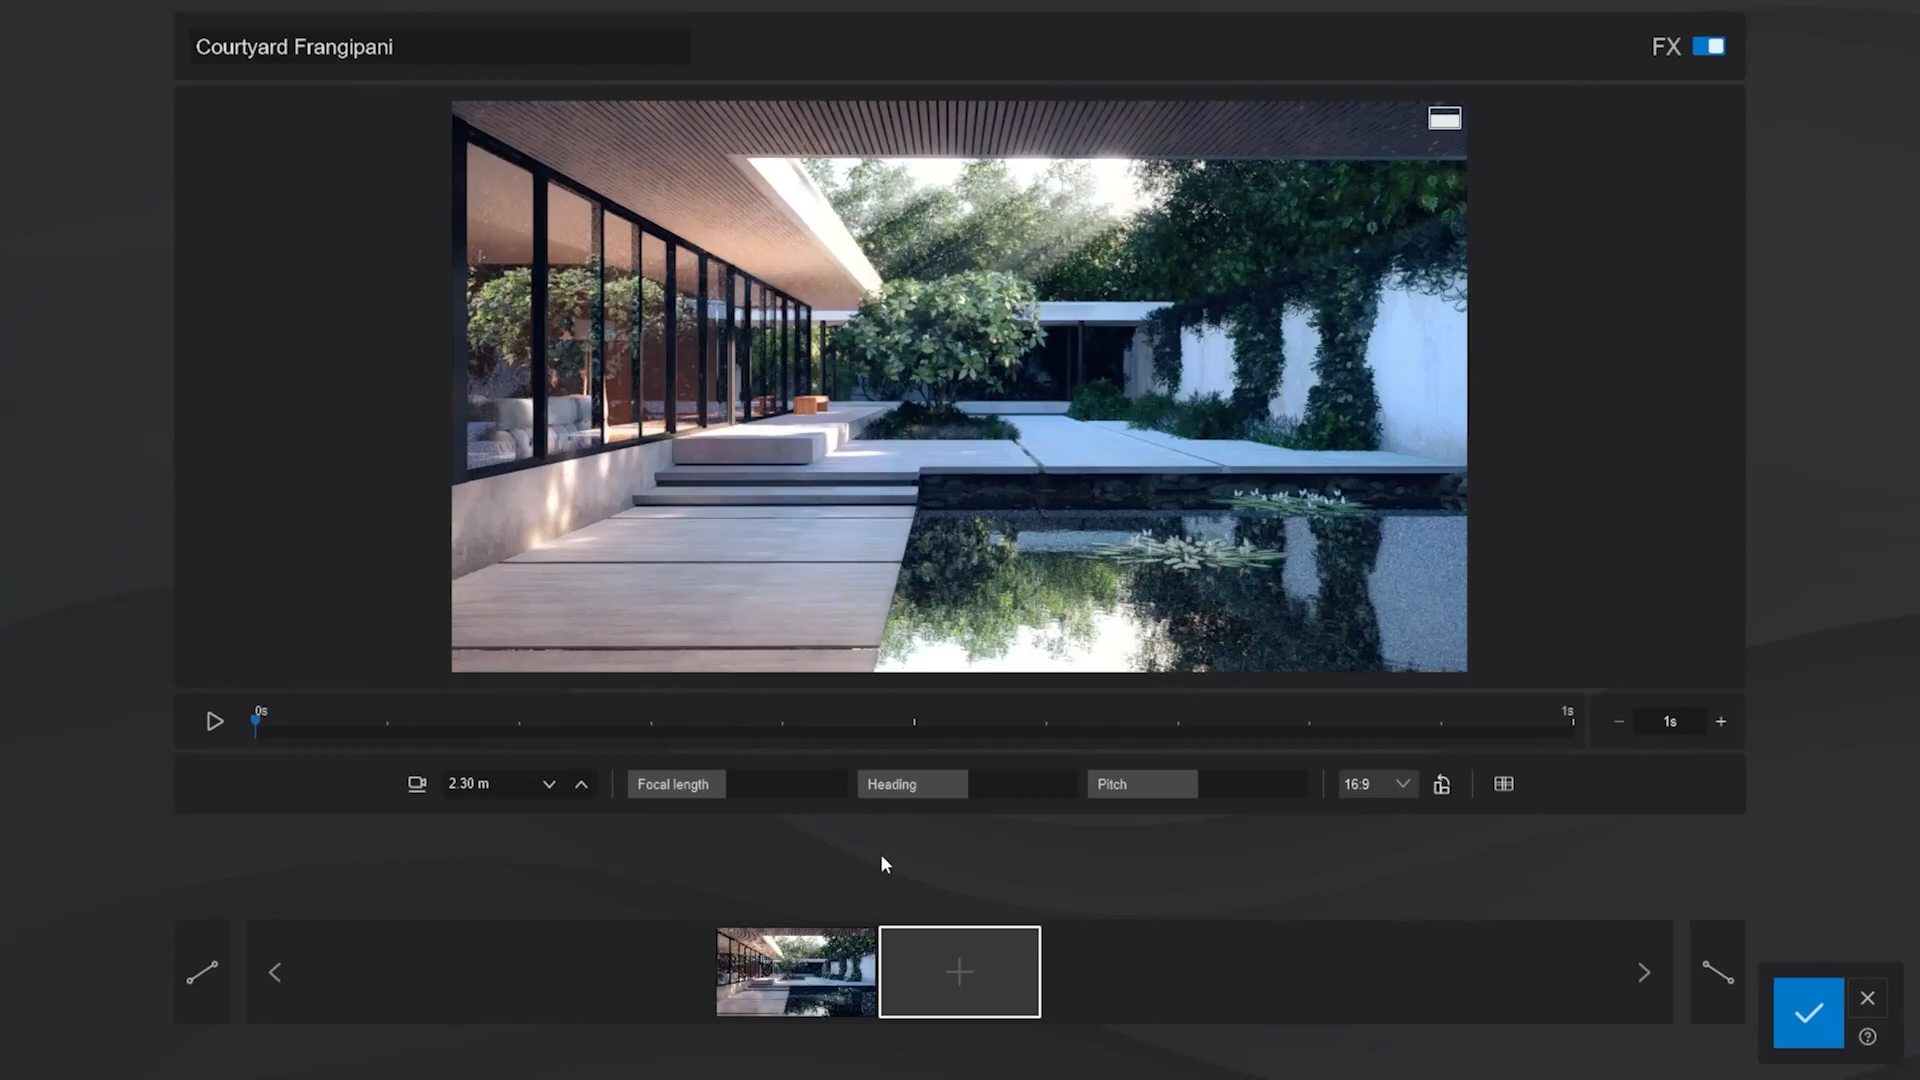 Courtyard Frangipani
FX
0s
1s
1s
2.30 m
Focal length
Heading
Pitch
16:9